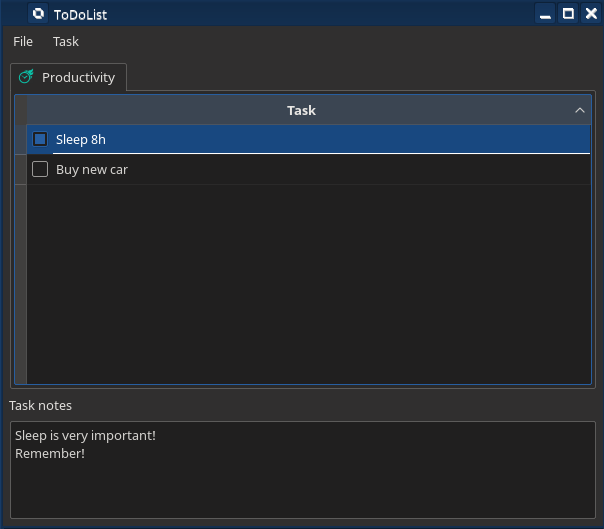 ToDoList
File Task
Productivity
Task
Sleep 8h
Buy new car
Task notes
Sleep is very important!
Remember!